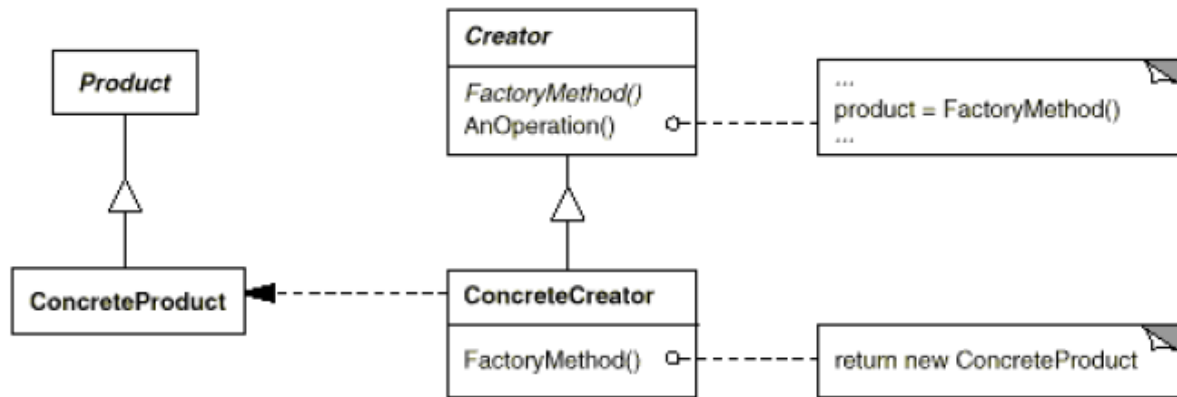 Product
Creator
FactoryMethod()
AnOperation()
...
product = FactoryMethod()
...
ConcreteProduct
ConcreteCreator
FactoryMethod()
return new ConcreteProduct